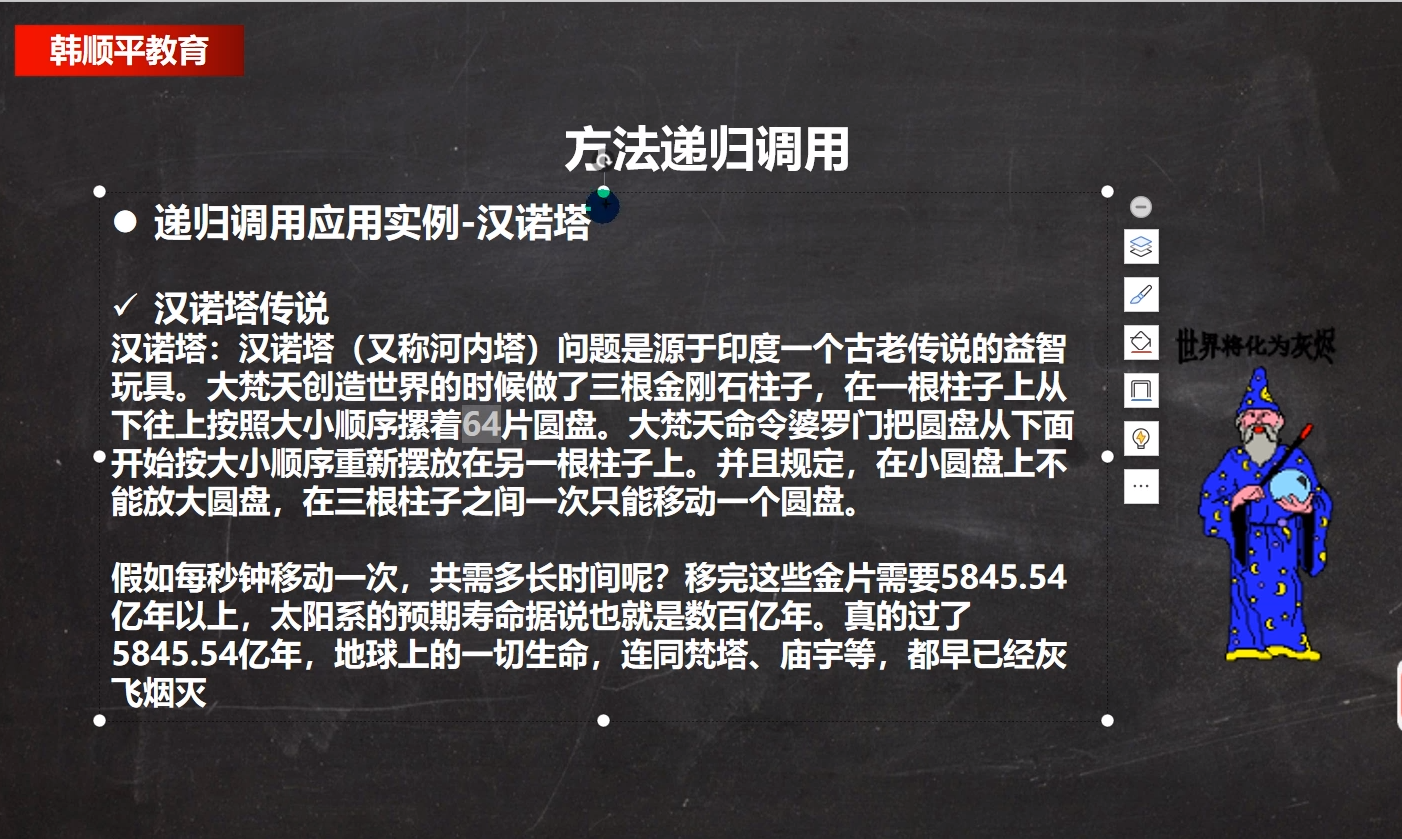 韩顺平教育
方法递归调用
● 递归调用应用实例-汉诺塔
✓ 汉诺塔传说
汉诺塔：汉诺塔（又称河内塔）问题是源于印度一个古老传说的益智
玩具。大梵天创造世界的时候做了三根金刚石柱子，在一根柱子上从
下往上按照大小顺序摞着64片圆盘。大梵天命令婆罗门把圆盘从下面
开始按大小顺序重新摆放在另一根柱子上。并且规定，在小圆盘上不
能放大圆盘，在三根柱子之间一次只能移动一个圆盘。
假如每秒钟移动一次，共需多长时间呢？移完这些金片需要5845.54
亿年以上，太阳系的预期寿命据说也就是数百亿年。真的过了
5845.54亿年，地球上的一切生命，连同梵塔、庙宇等，都早已经灰
飞烟灭
世界将化为灰烬